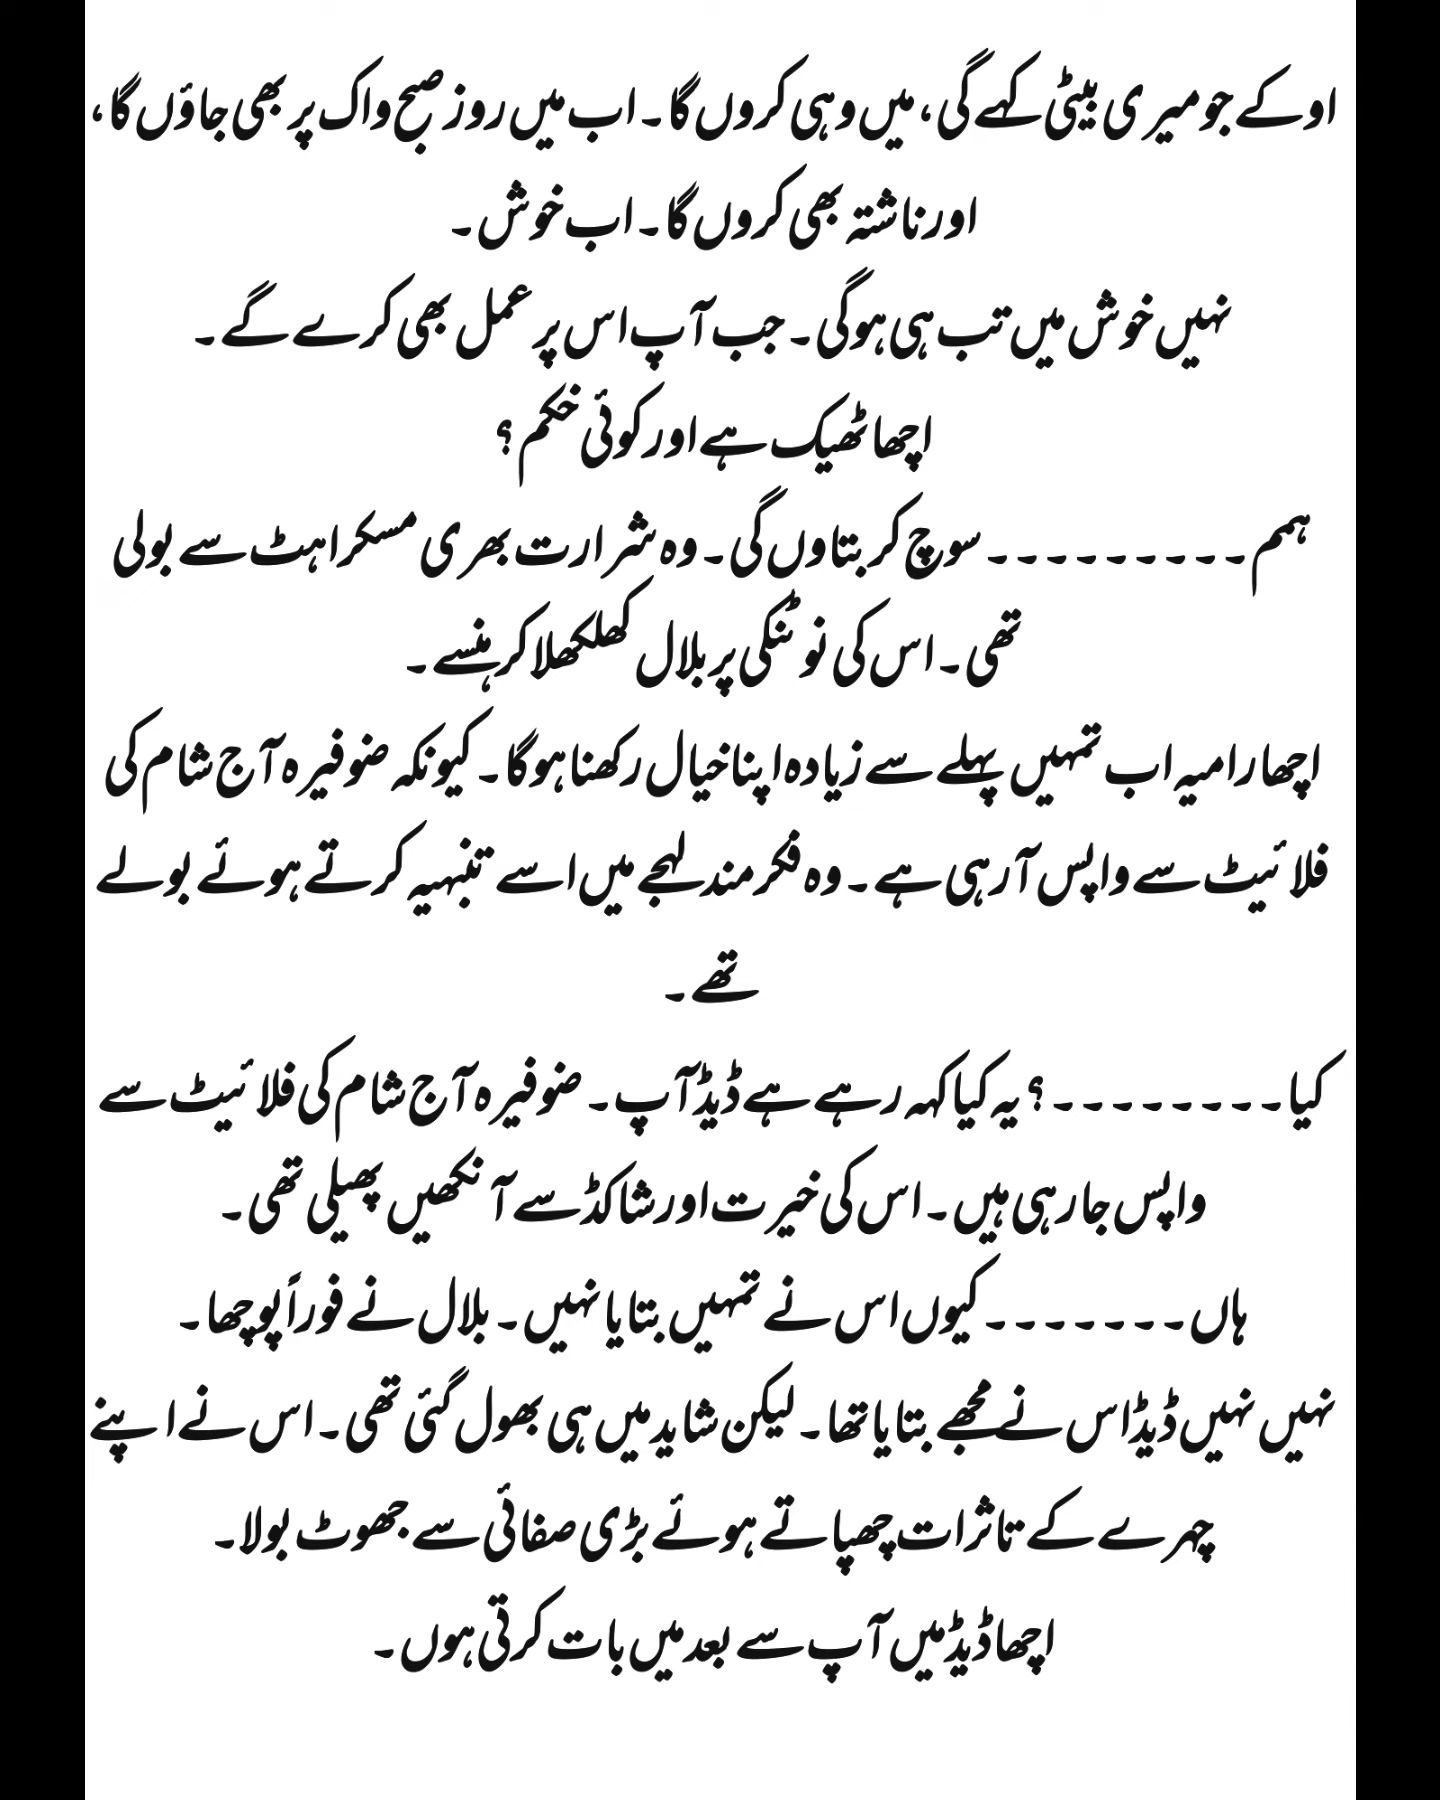 اوکے جو میری بیٹی کہے گی، میں وہی کروں گا۔ اب میں روز صبح واک پر بھی جاؤں گا،
اور ناشتہ بھی کروں گا۔ اب خوش۔
نہیں خوش میں تب ہی ہوگی۔ جب آپ اس پر عمل بھی کرے گے۔
اچھا ٹھیک ہے اور کوئی خکم؟
ہمم۔۔۔۔۔۔۔۔۔ سوچ کر بتاوں گی۔ وہ شرارت بھری مسکراہٹ سے بولی
تھی۔ اس کی نوٹنکی پر بلال کھلکھلا کر ہنسے۔
اچھا رامیہ اب تمہیں پہلے سے زیادہ اپنا خیال رکھنا ہوگا۔ کیونکہ ضوفیرہ آج شام کی
فلائیٹ سے واپس آرہی ہے۔ وہ فکر مند لہجے میں اسے تنبہیہ کرتے ہوئے بولے
تھے۔
کیا۔۔۔۔۔۔۔۔؟ یہ کیا کہہ رہے ہے ڈیڈ آپ۔ ضوفیرہ آج شام کی فلائیٹ سے
واپس جارہی ہیں۔ اس کی خیرت اور شاکڈ سے آنکھیں پھیلی تھی۔
ہاں۔۔۔۔۔۔۔ کیوں اس نے تمہیں بتایا نہیں۔ بلال نے فوراً پوچھا۔
نہیں نہیں ڈیڈ اس نے مجھے بتایا تھا۔ لیکن شاید میں ہی بھول گئی تھی۔ اس نے اپنے
چہرے کے تاثرات چھپاتے ہوئے بڑی صفائی سے جھوٹ بولا۔
اچھا ڈیڈ میں آپ سے بعد میں بات کرتی ہوں۔